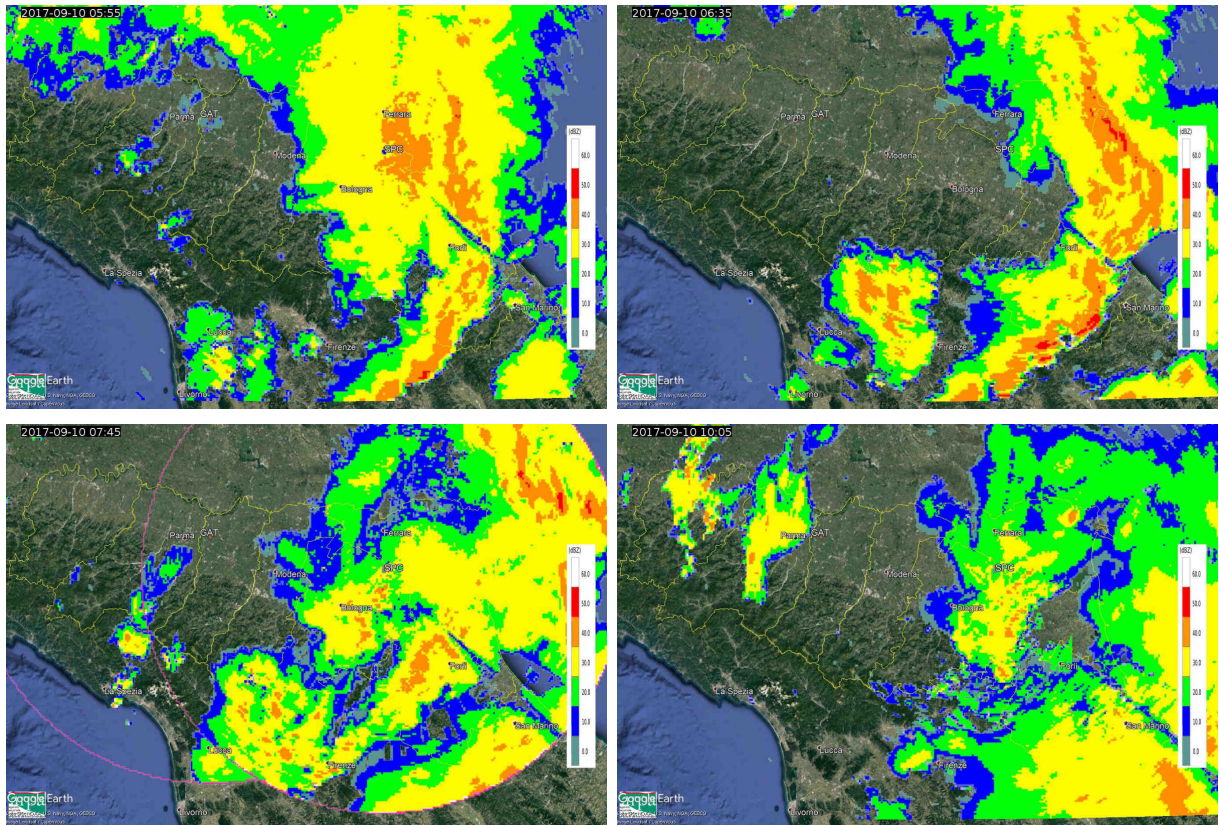 2017-09-10 05:55
Ferrara
Parma
GAT
Modena
SPC
(dBZ)
60.0
Bologna
50.0
40.0
Forli
30.0
La Spezia
20.0
San Marino
10.0
Lucca
0.0
Firenze
Google Earth
Livorno
2017-09-10 06:35
Ferrara
Parma
GAT
Modena
SPC
(dBZ)
60.0
Bologna
50.0
40.0
Forli
30.0
La Spezia
20.0
San Marino
10.0
Lucca
0.0
Firenze
Google Earth
Livorno
2017-09-10 07:45
Parma
GAT
Ferrara
Modena
SPC
(dBZ)
60.0
Bologna
50.0
40.0
Forli
30.0
La Spezia
20.0
San Marino
10.0
Lucca
0.0
Firenze
Google Earth
Livorno
2017-09-10 10:05
Parma
GAT
Ferrara
Modena
SPC
(dBZ)
60.0
Bologna
50.0
40.0
Forli
30.0
La Spezia
20.0
San Marino
10.0
Lucca
0.0
Firenze
Google Earth
Livorno